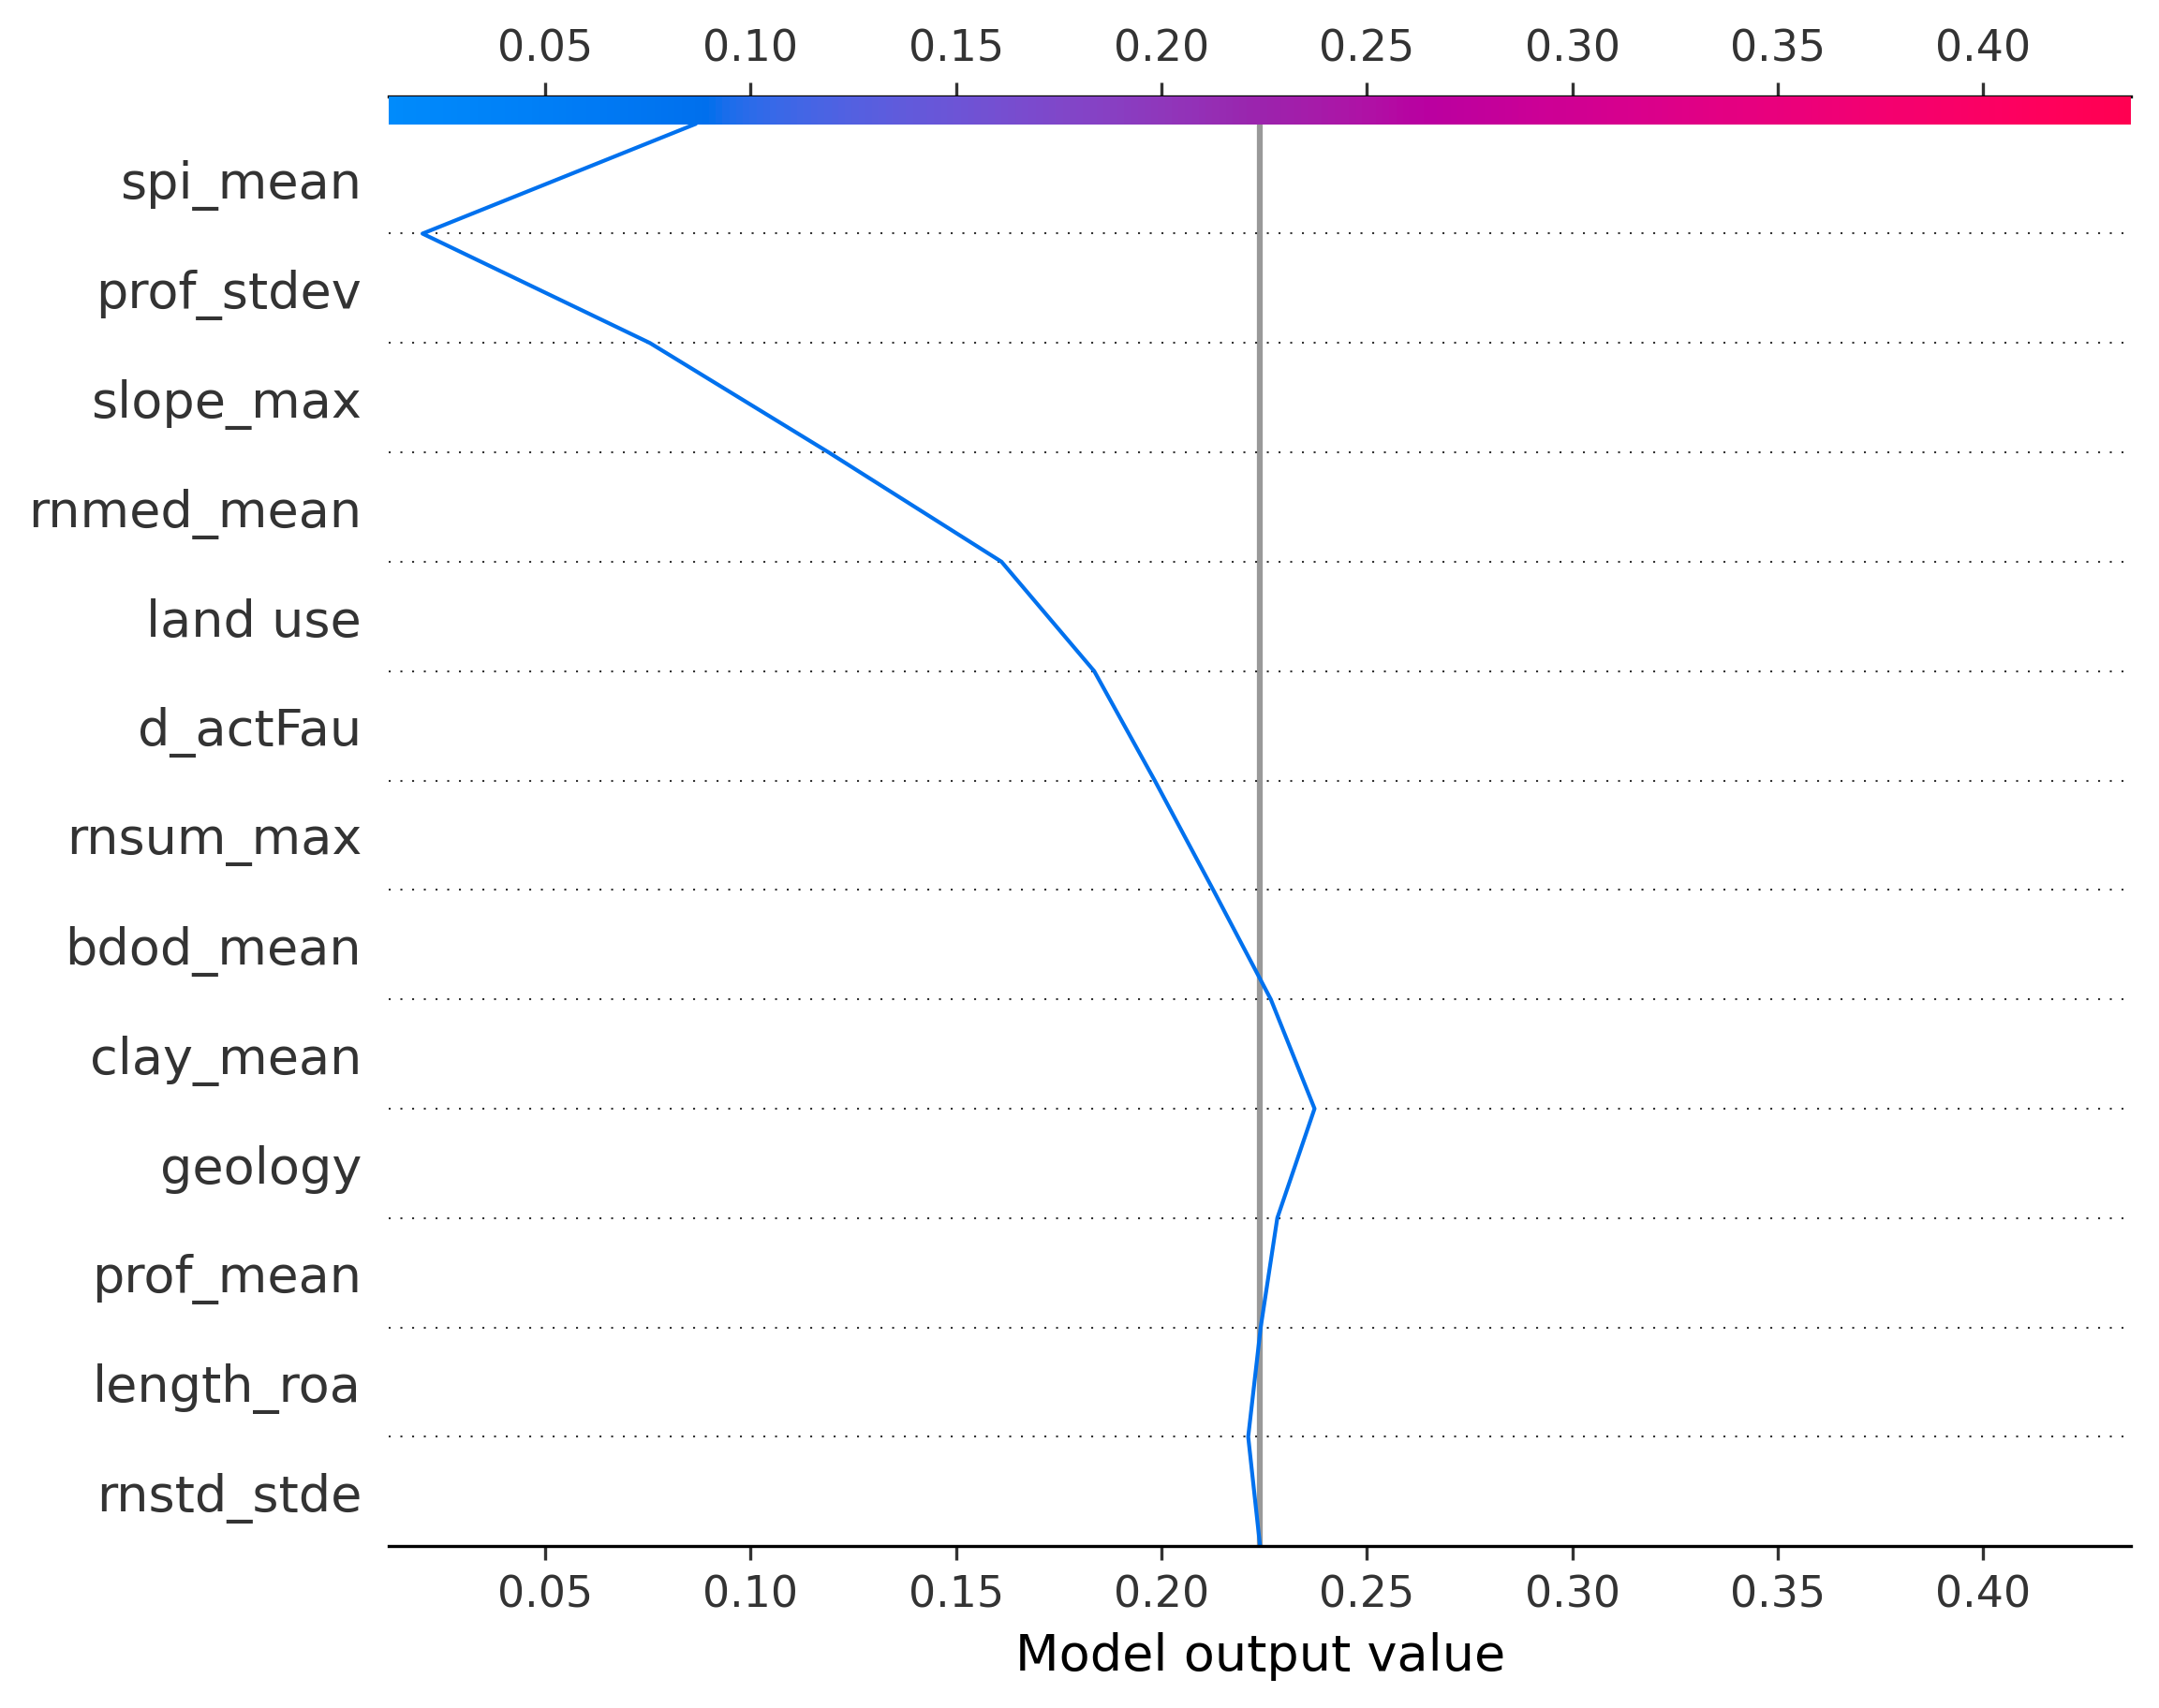 0.05 0.10 0.15 0.20 0.25 0.30 0.35 0.40
spi_mean
prof_stdev
slope_max
rnmed_mean
land use
d_actFau
rnsum_max
bdod_mean
clay_mean
geology
prof_mean
length_roa
rnstd_stde
0.05 0.10 0.15 0.20 0.25 0.30 0.35 0.40
Model output value